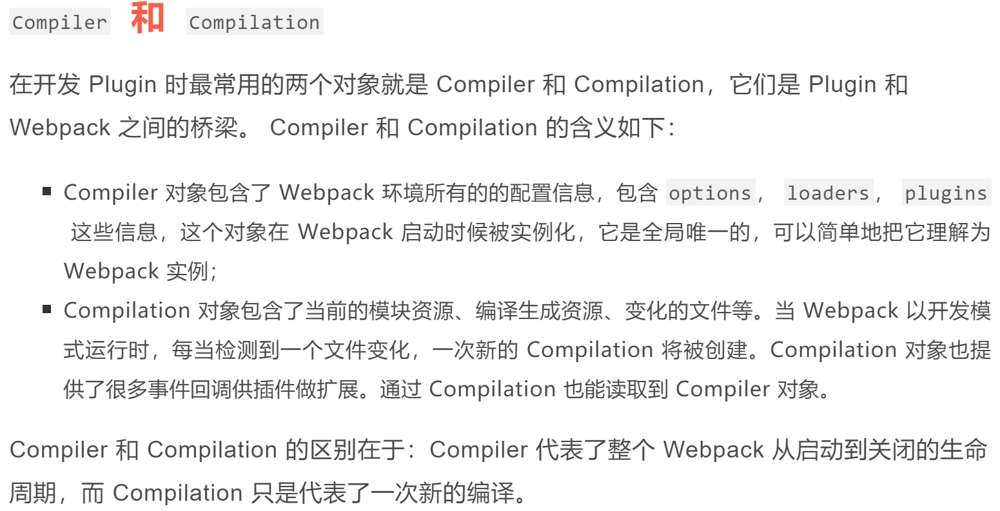 Compiler 和 Compilation
在开发 Plugin 时最常用的两个对象就是 Compiler 和 Compilation，它们是 Plugin 和
Webpack 之间的桥梁。 Compiler 和 Compilation 的含义如下：
Compiler 对象包含了 Webpack 环境所有的的配置信息，包含 options， loaders， plugins
这些信息，这个对象在 Webpack 启动时候被实例化，它是全局唯一的，可以简单地把它理解为
Webpack 实例；
Compilation 对象包含了当前的模块资源、编译生成资源、变化的文件等。当 Webpack 以开发模
式运行时，每当检测到一个文件变化，一次新的 Compilation 将被创建。Compilation 对象也提
供了很多事件回调供插件做扩展。通过 Compilation 也能读取到 Compiler 对象。
Compiler 和 Compilation 的区别在于：Compiler 代表了整个 Webpack 从启动到关闭的生命
周期，而 Compilation 只是代表了一次新的编译。